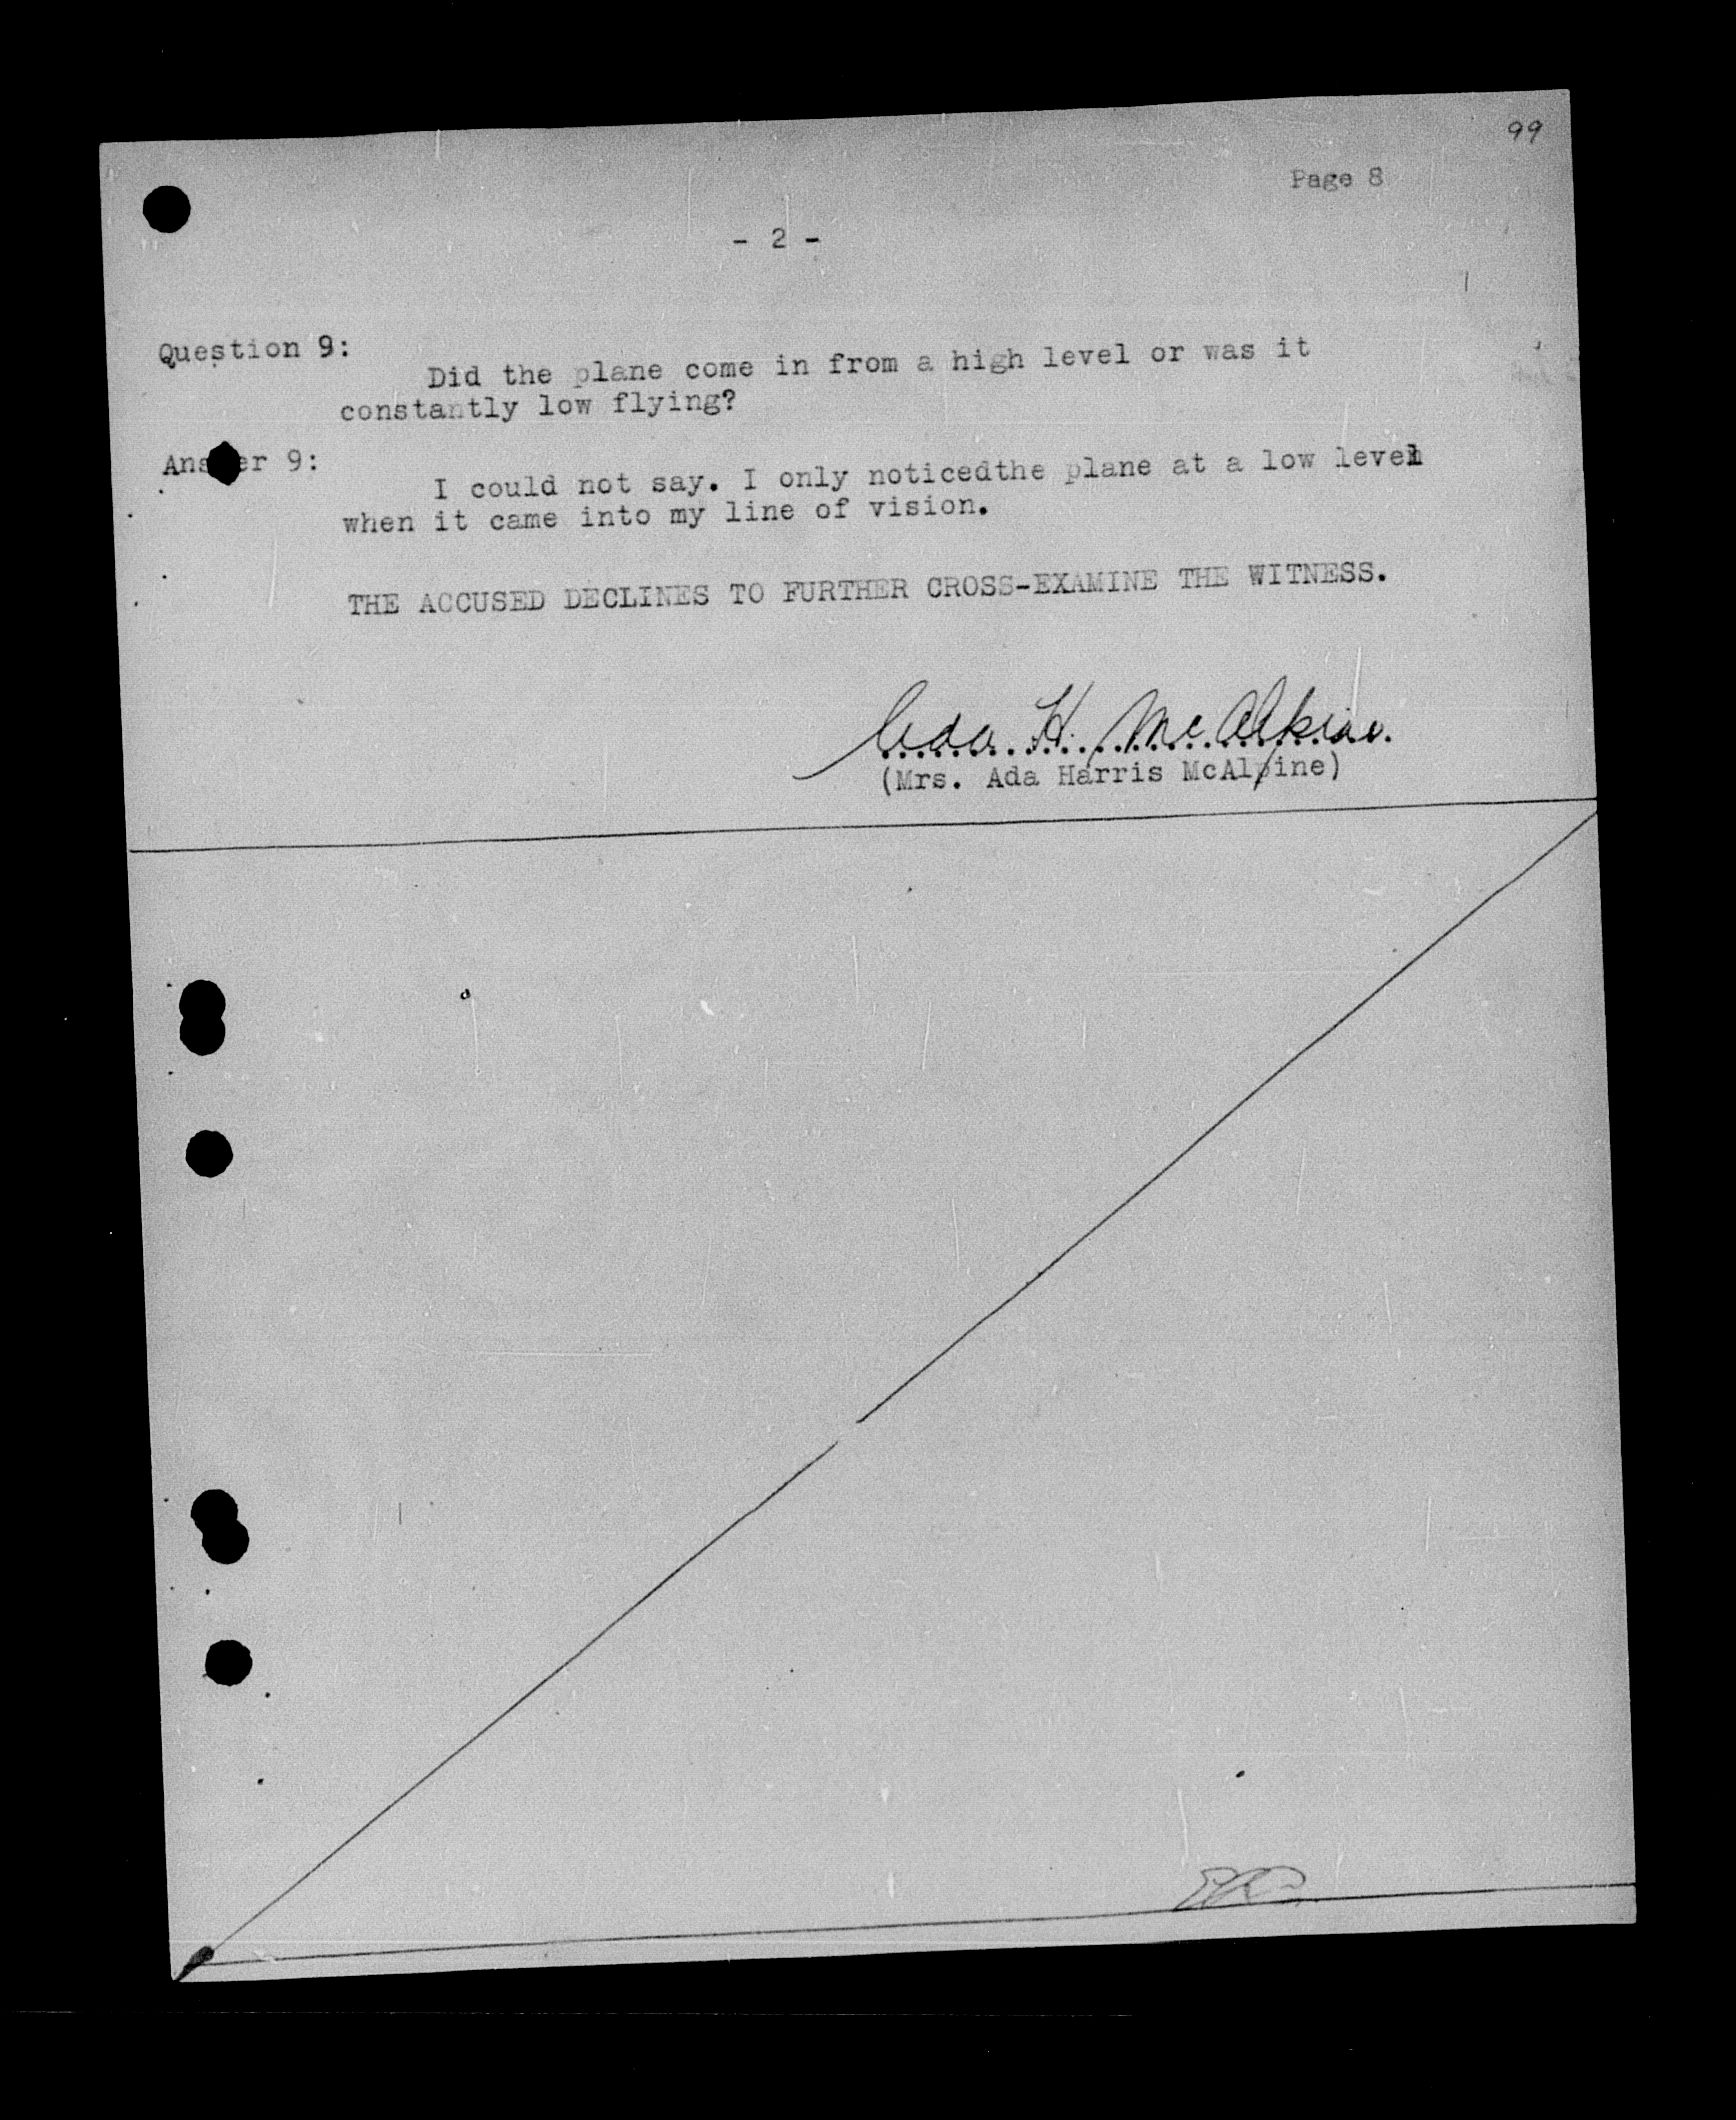 99
Page 8
- 2 -
Question 9:
Did the plane come in from a high level or was it
constantly low flying?
Answer 9:
I could not say. I only noticedthe plane at a low level
when it came into my line of vision.
THE ACCUSED DECLINES TO FURTHER CROSS-EXAMINE THE WITNESS.
Ada H. McAlpine.
(Mrs. Ada Harris McAlpine)